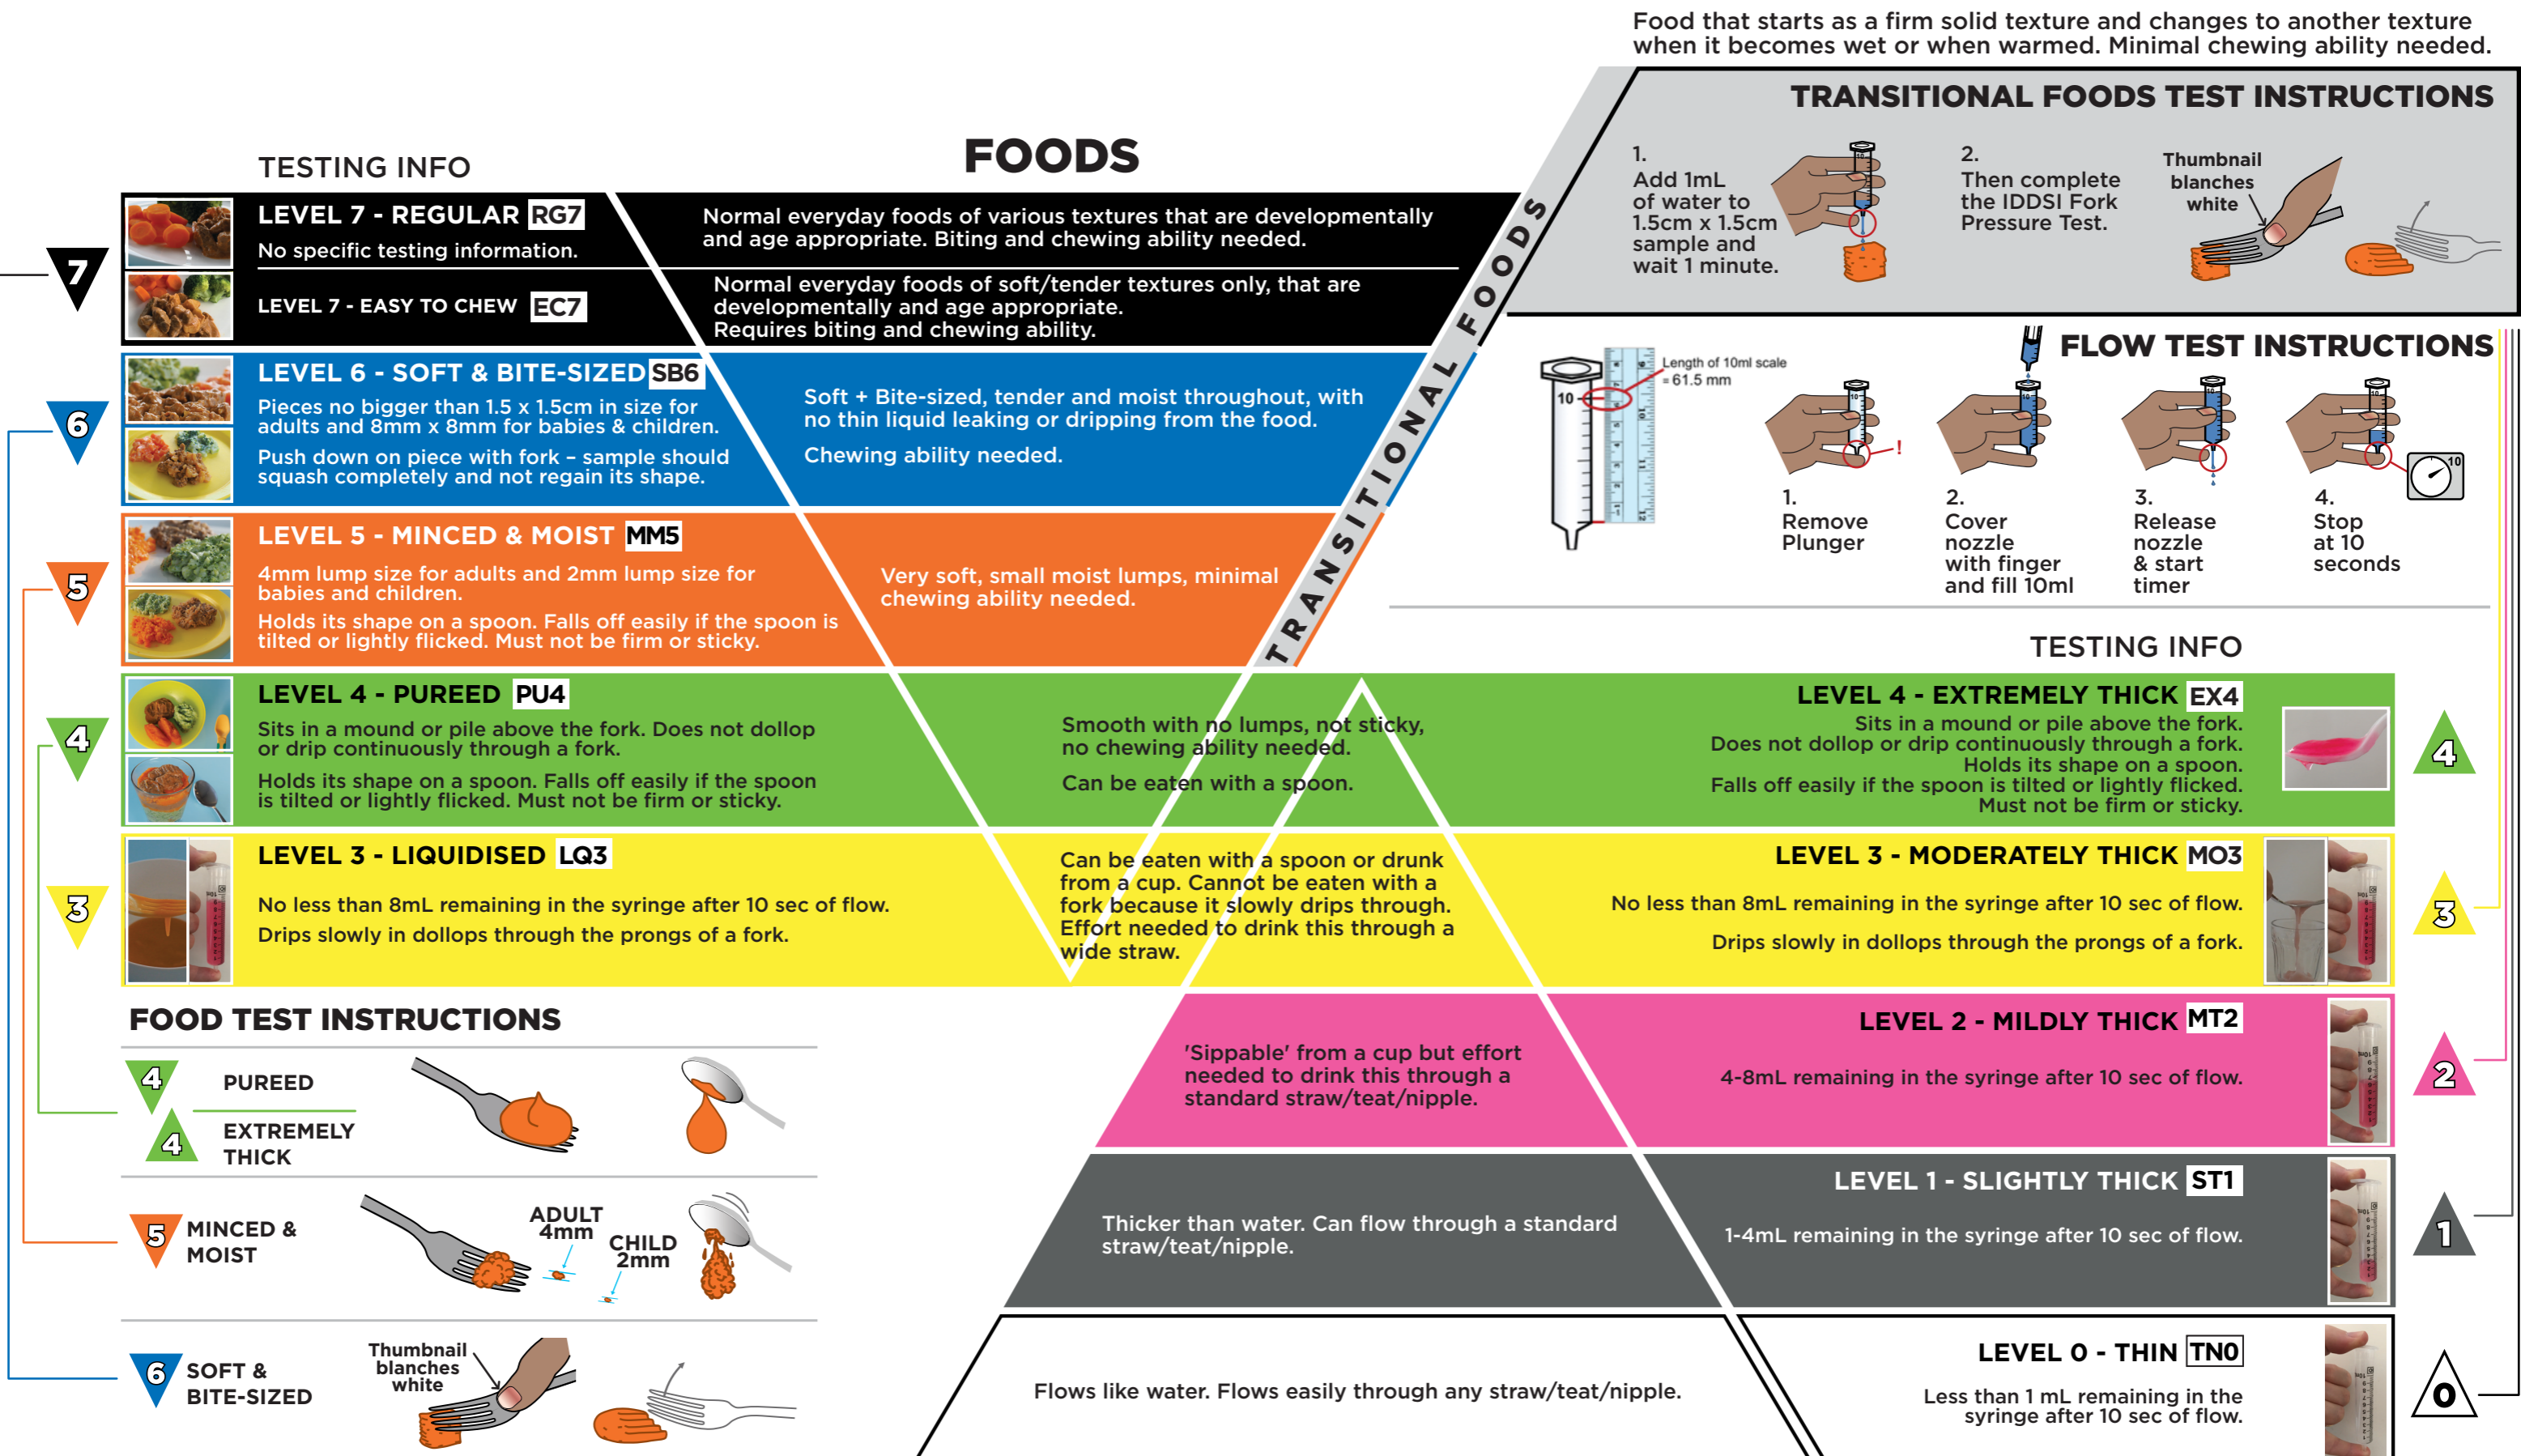 Food that starts as a firm solid texture and changes to another texture
when it becomes wet or when warmed. Minimal chewing ability needed.
TRANSITIONAL FOODS TEST INSTRUCTIONS
1.
Add 1mL
of water to
1.5cm x 1.5cm
sample and
wait 1 minute.
2.
Then complete
the IDDSI Fork
Pressure Test.
Thumbnail
blanches
white
FOODS
TESTING INFO
7
LEVEL 7 - REGULAR RG7
No specific testing information.
Normal everyday foods of various textures that are developmentally
and age appropriate. Biting and chewing ability needed.
LEVEL 7 - EASY TO CHEW EC7
Normal everyday foods of soft/tender textures only, that are
developmentally and age appropriate.
Requires biting and chewing ability.
TRANSITIONAL FOODS
6
LEVEL 6 - SOFT & BITE-SIZED SB6
Pieces no bigger than 1.5 x 1.5cm in size for
adults and 8mm x 8mm for babies & children.
Push down on piece with fork – sample should
squash completely and not regain its shape.
Soft + Bite-sized, tender and moist throughout, with
no thin liquid leaking or dripping from the food.
Chewing ability needed.
5
LEVEL 5 - MINCED & MOIST MM5
4mm lump size for adults and 2mm lump size for
babies and children.
Holds its shape on a spoon. Falls off easily if the spoon is
tilted or lightly flicked. Must not be firm or sticky.
Very soft, small moist lumps, minimal
chewing ability needed.
FLOW TEST INSTRUCTIONS
Length of 10ml scale
= 61.5 mm
10
1.
Remove
Plunger
!
2.
Cover
nozzle
with finger
and fill 10ml
3.
Release
nozzle
& start
timer
4.
Stop
at 10
seconds
10
TESTING INFO
4
LEVEL 4 - PUREED PU4
Sits in a mound or pile above the fork. Does not dollop
or drip continuously through a fork.
Holds its shape on a spoon. Falls off easily if the spoon
is tilted or lightly flicked. Must not be firm or sticky.
Smooth with no lumps, not sticky,
no chewing ability needed.
Can be eaten with a spoon.
LEVEL 4 - EXTREMELY THICK EX4
Sits in a mound or pile above the fork.
Does not dollop or drip continuously through a fork.
Holds its shape on a spoon.
Falls off easily if the spoon is tilted or lightly flicked.
Must not be firm or sticky.
4
3
LEVEL 3 - LIQUIDISED LQ3
No less than 8mL remaining in the syringe after 10 sec of flow.
Drips slowly in dollops through the prongs of a fork.
Can be eaten with a spoon or drunk
from a cup. Cannot be eaten with a
fork because it slowly drips through.
Effort needed to drink this through a
wide straw.
LEVEL 3 - MODERATELY THICK MO3
No less than 8mL remaining in the syringe after 10 sec of flow.
Drips slowly in dollops through the prongs of a fork.
3
'Sippable' from a cup but effort
needed to drink this through a
standard straw/teat/nipple.
LEVEL 2 - MILDLY THICK MT2
4-8mL remaining in the syringe after 10 sec of flow.
2
Thicker than water. Can flow through a standard
straw/teat/nipple.
LEVEL 1 - SLIGHTLY THICK ST1
1-4mL remaining in the syringe after 10 sec of flow.
1
Flows like water. Flows easily through any straw/teat/nipple.
LEVEL 0 - THIN TN0
Less than 1 mL remaining in the
syringe after 10 sec of flow.
0
FOOD TEST INSTRUCTIONS
4
PUREED
4
EXTREMELY
THICK
5
MINCED &
MOIST
ADULT
4mm
CHILD
2mm
6
SOFT &
BITE-SIZED
Thumbnail
blanches
white